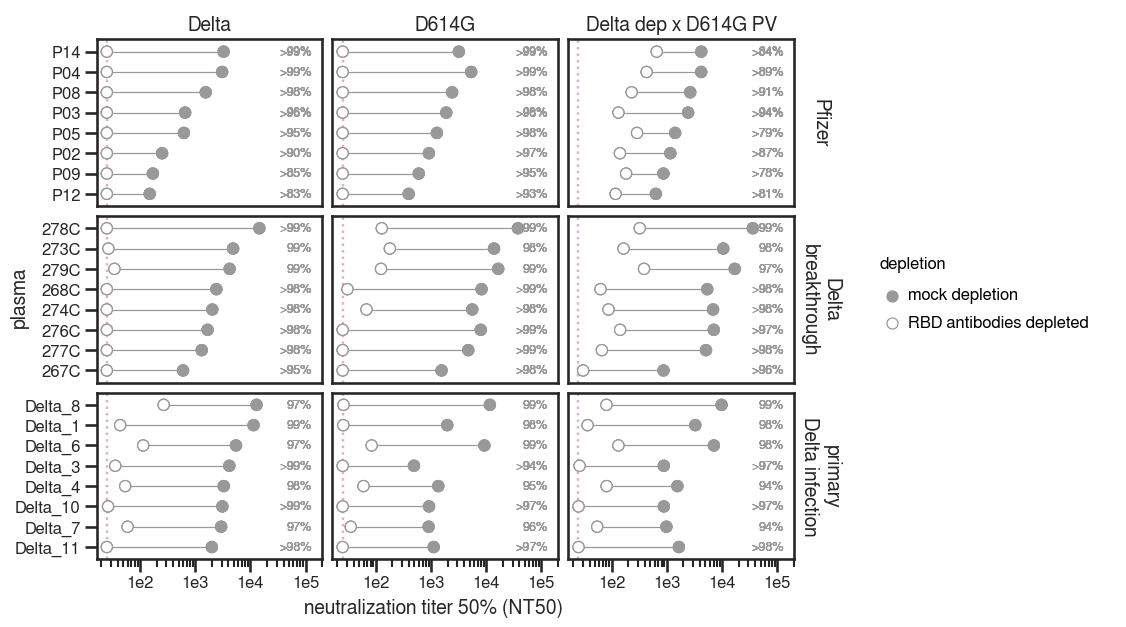 Delta D614G Delta dep x D614G PV
P14 >99% >99% >84%
P04 >99% >99% >89%
P08 >98% >98% >91%
P03 >96% >98% >94%
P05 >95% >98% >79%
P02 >90% >97% >87%
P09 >85% >95% >78%
P12 >83% >93% >81%
Pfizer
278C >99% >99% >99%
273C 99% 98% 98%
279C 99% 99% 97%
268C >98% >99% >98%
274C >98% >98% >98%
276C >98% >99% >97%
277C >98% >99% >98%
267C >95% >98% >96%
Delta
breakthrough
Delta_8 97% 99% 99%
Delta_1 99% 98% 98%
Delta_6 97% 99% 98%
Delta_3 >99% >94% >97%
Delta_4 98% 95% 94%
Delta_10 >99% >97% >97%
Delta_7 97% 96% 94%
Delta_11 >98% >97% >98%
primary
Delta infection
plasma
1e2 1e3 1e4 1e5 1e2 1e3 1e4 1e5 1e2 1e3 1e4 1e5
neutralization titer 50% (NT50)
depletion
mock depletion
RBD antibodies depleted